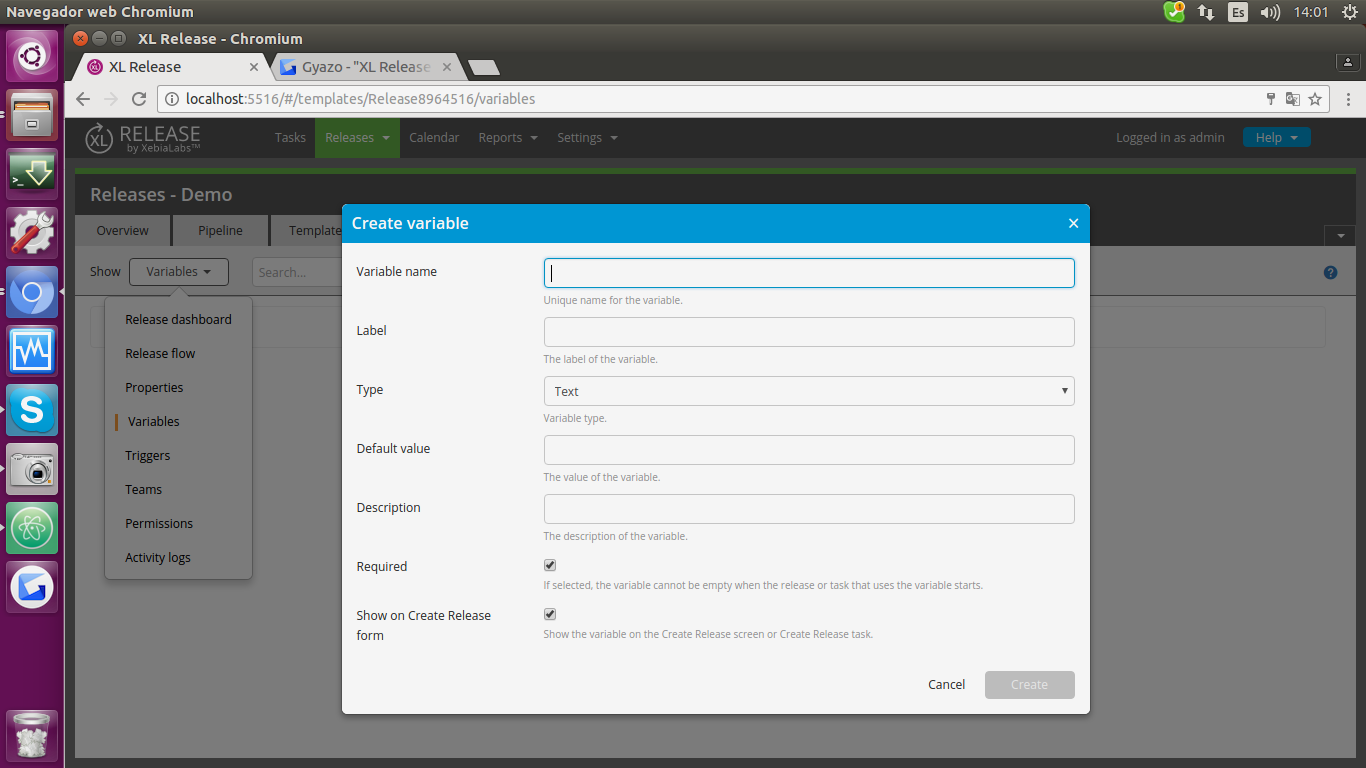 Navegador web Chromium
1
Es
14:01
XL Release - Chromium
XL Release
Gyazo - "XL Release
localhost:5516/#/templates/Release8964516/variables
XL RELEASE
by XebiaLabs™
Tasks
Releases
Calendar
Reports
Settings
Logged in as admin
Help
Releases - Demo
Overview
Pipeline
Template
Show
Variables
Search...
?
Release dashboard
Release flow
Properties
Variables
Triggers
Teams
Permissions
Activity logs
Create variable
Variable name
Unique name for the variable.
Label
The label of the variable.
Type
Text
Variable type.
Default value
The value of the variable.
Description
The description of the variable.
Required
If selected, the variable cannot be empty when the release or task that uses the variable starts.
Show on Create Release
form
Show the variable on the Create Release screen or Create Release task.
Cancel
Create